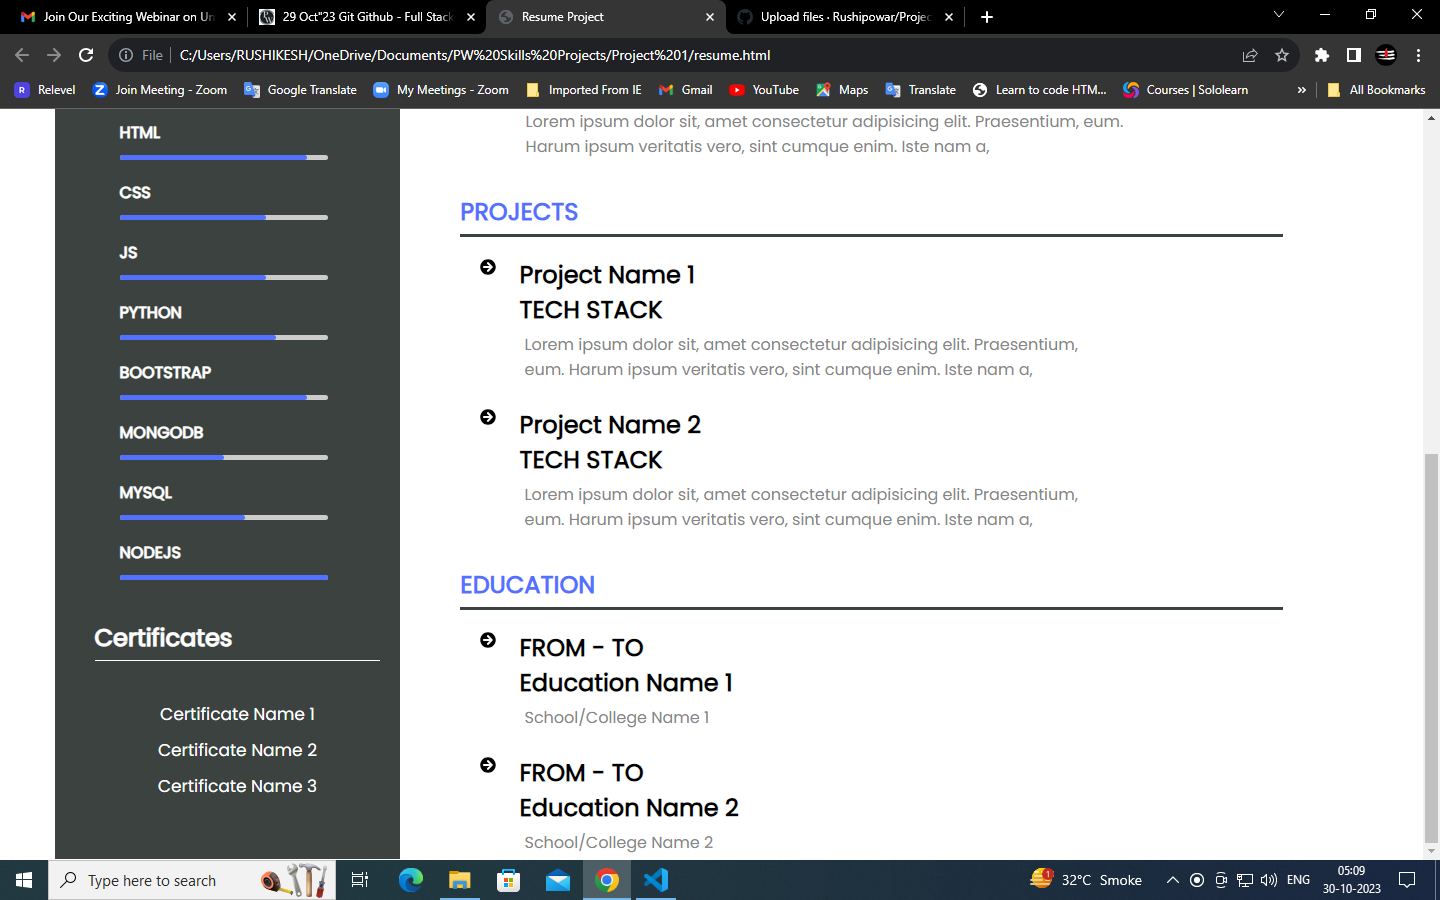 Join Our Exciting Webinar on Un
29 Oct"23 Git Github - Full Stack
Resume Project
Upload files · Rushipowar/Projec
File
C:/Users/RUSHIKESH/OneDrive/Documents/PW%20Skills%20Projects/Project%201/resume.html
Relevel
Join Meeting - Zoom
Google Translate
My Meetings - Zoom
Imported From IE
Gmail
YouTube
Maps
Translate
Learn to code HTM...
Courses | Sololearn
»
All Bookmarks
HTML
CSS
JS
PYTHON
BOOTSTRAP
MONGODB
MYSQL
NODEJS
Certificates
Certificate Name 1
Certificate Name 2
Certificate Name 3
Lorem ipsum dolor sit, amet consectetur adipisicing elit. Praesentium, eum.
Harum ipsum veritatis vero, sint cumque enim. Iste nam a,
PROJECTS
Project Name 1
TECH STACK
Lorem ipsum dolor sit, amet consectetur adipisicing elit. Praesentium,
eum. Harum ipsum veritatis vero, sint cumque enim. Iste nam a,
Project Name 2
TECH STACK
Lorem ipsum dolor sit, amet consectetur adipisicing elit. Praesentium,
eum. Harum ipsum veritatis vero, sint cumque enim. Iste nam a,
EDUCATION
FROM - TO
Education Name 1
School/College Name 1
FROM - TO
Education Name 2
School/College Name 2
Type here to search
1
32°C Smoke
ENG
05:09
30-10-2023